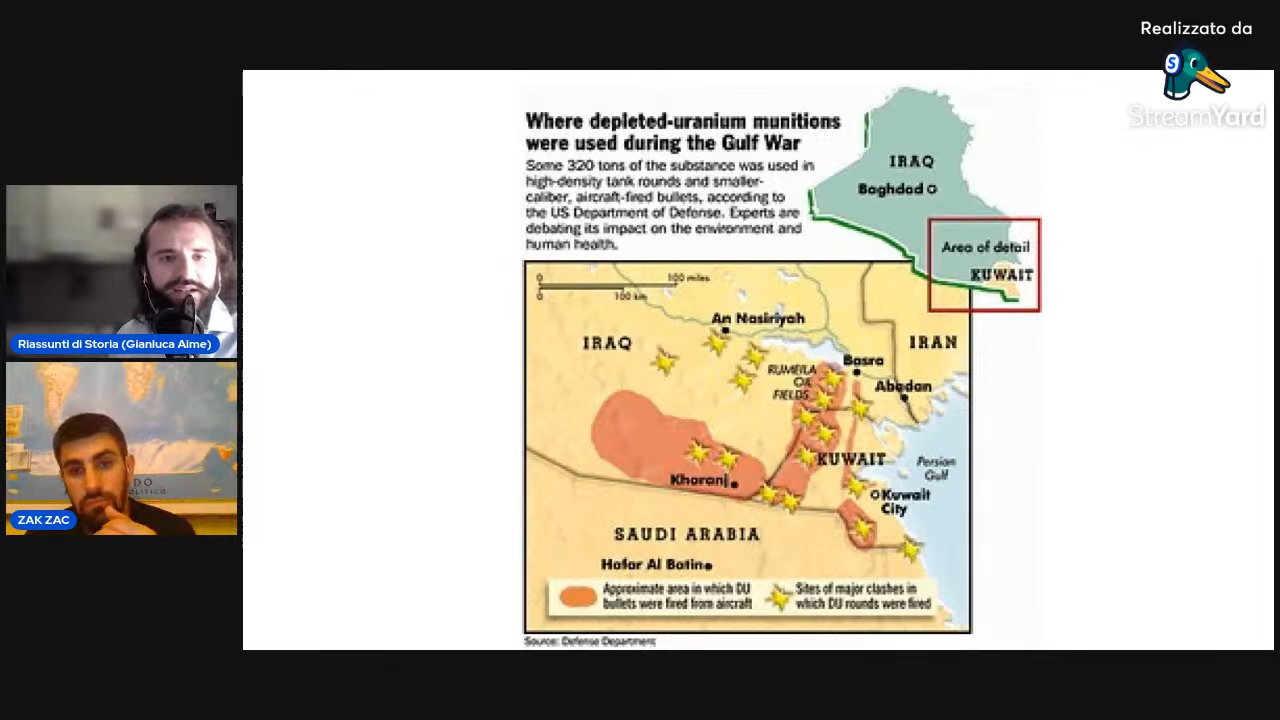 Realizzato da
StreamYard
Where depleted-uranium munitions
were used during the Gulf War
Some 320 tons of the substance was used in
high-density tank rounds and smaller-
caliber, aircraft-fired bullets, according to
the US Department of Defense. Experts are
debating its impact on the environment and
human health.
IRAQ
Baghdad
Area of detail
KUWAIT
0 100 miles
0 100 km
An Nasiriyah
IRAQ
IRAN
Basra
RUMEILA
OIL
FIELDS
Abadan
KUWAIT
Persian
Gulf
Kharanj
Kuwait
City
SAUDI ARABIA
Hafar Al Batin
Approximate area in which DU
bullets were fired from aircraft
Sites of major clashes in
which DU rounds were fired
Source: Defense Department
Riassunti di Storia (Gianluca Aime)
ZAK ZAC